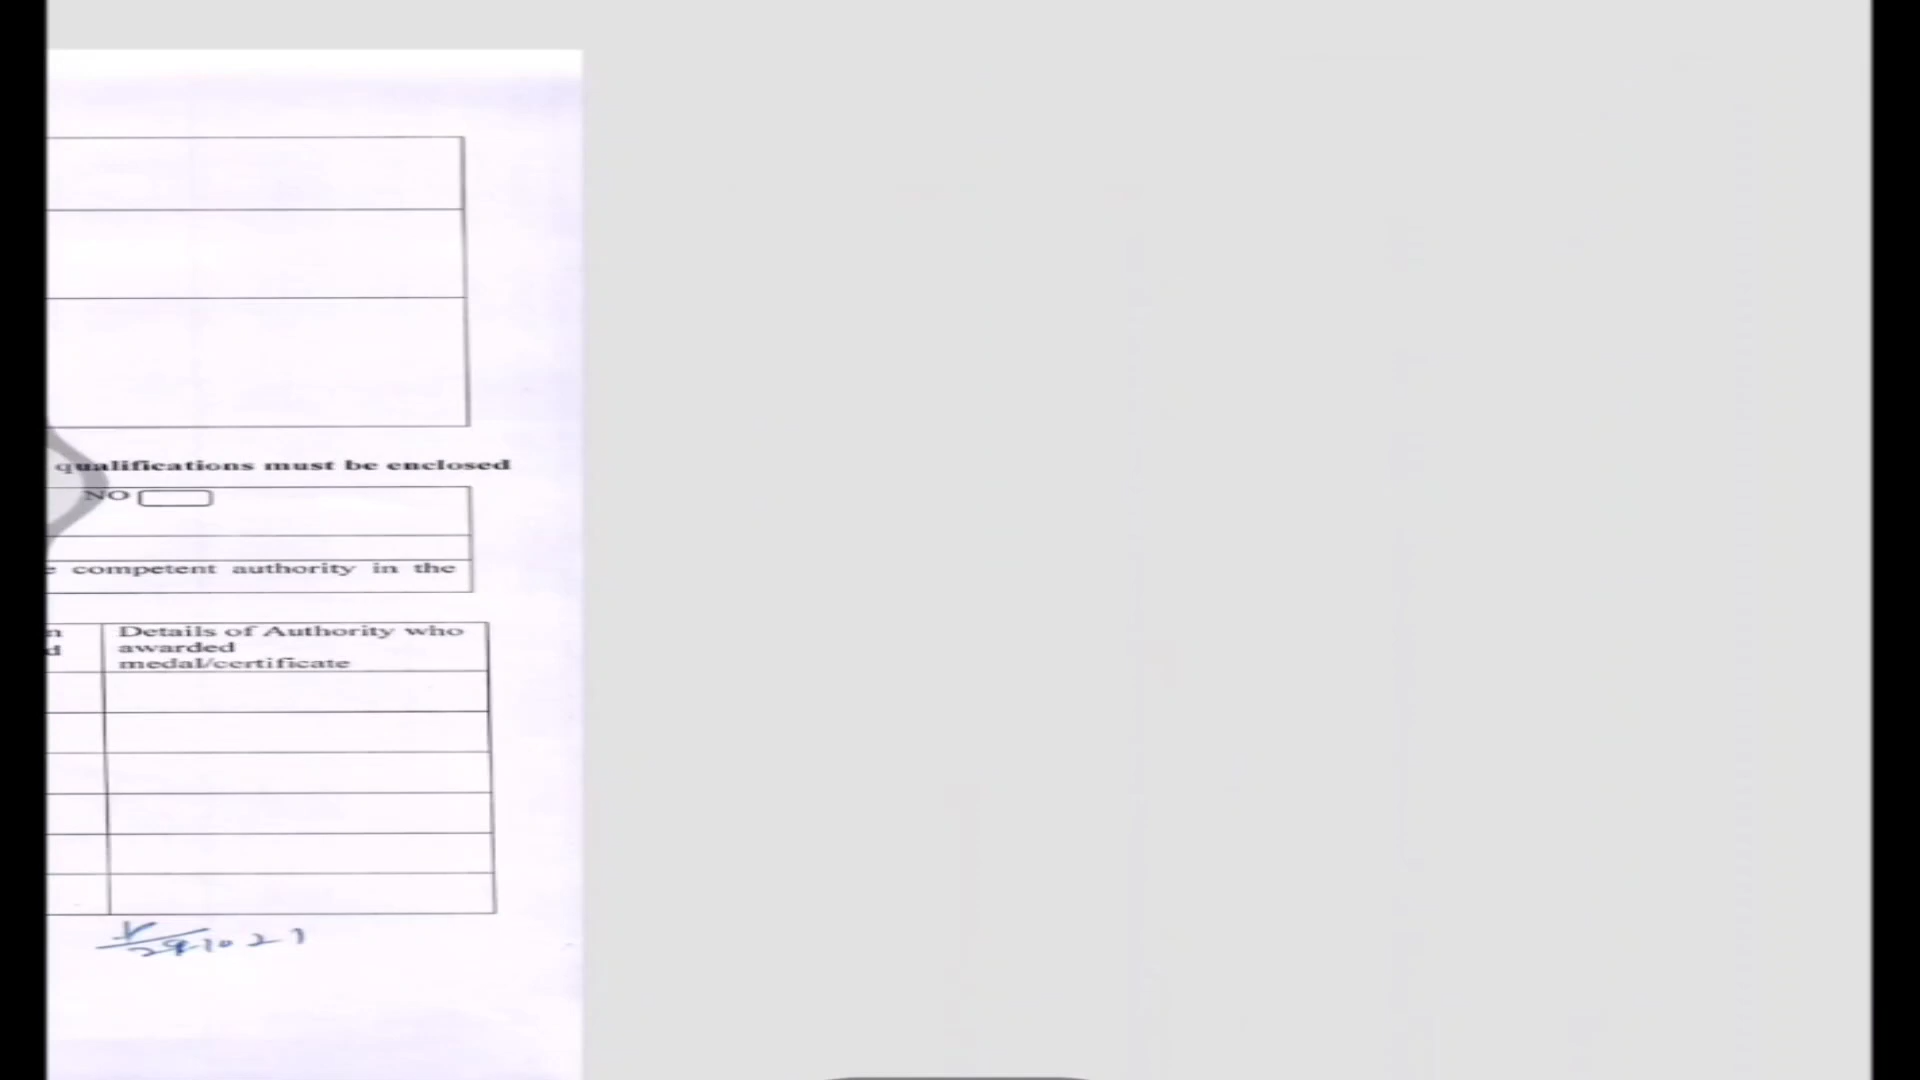 qualifications must be enclosed
NO
competent authority in the
Details of Authority who
awarded
medal/certificate